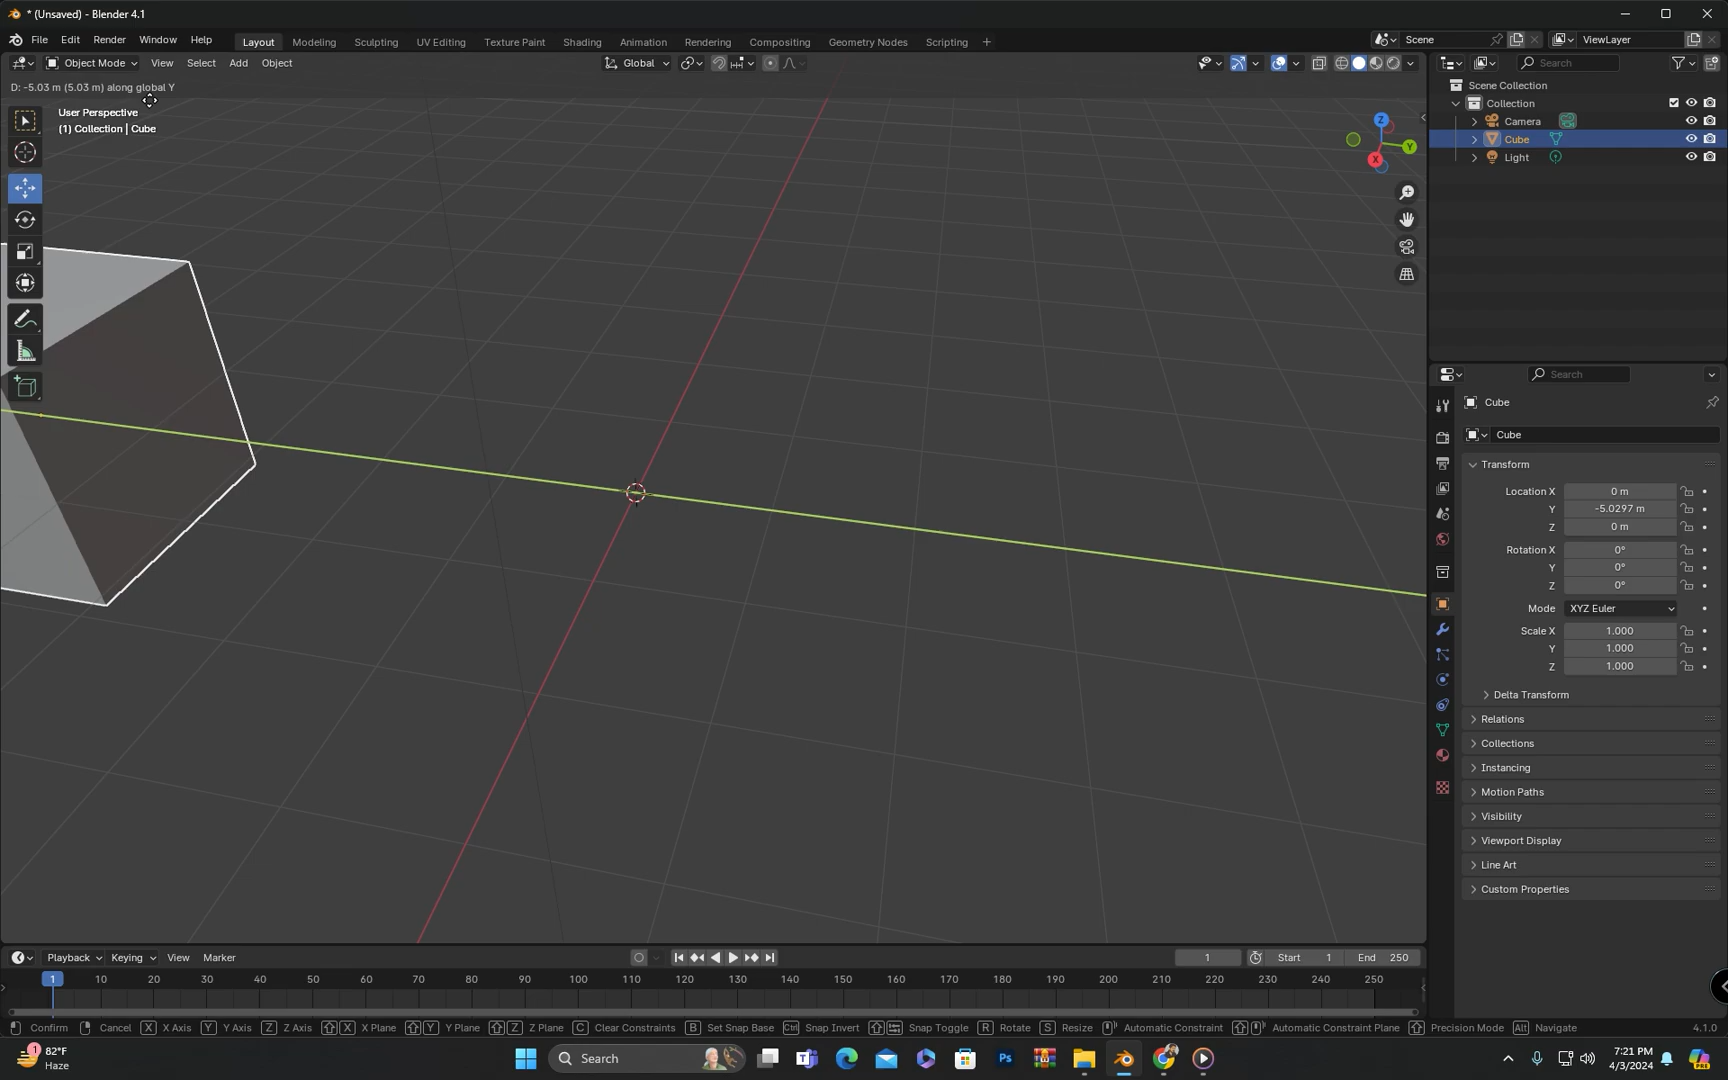 * (Unsaved) - Blender 4.1
File Edit Render Window Help
Layout Modeling Sculpting UV Editing Texture Paint Shading Animation Rendering Compositing Geometry Nodes Scripting +
Scene
ViewLayer
Object Mode View Select Add Object
Global
Search
D: -5.03 m (5.03 m) along global Y
User Perspective
(1) Collection | Cube
Z
Y
X
Scene Collection
Collection
Camera
Cube
Light
Search
Cube
Cube
Transform
Location X 0 m
Y -5.0297 m
Z 0 m
Rotation X 0°
Y 0°
Z 0°
Mode XYZ Euler
Scale X 1.000
Y 1.000
Z 1.000
Delta Transform
Relations
Collections
Instancing
Motion Paths
Visibility
Viewport Display
Line Art
Custom Properties
Playback Keying View Marker
1 Start 1 End 250
1 10 20 30 40 50 60 70 80 90 100 110 120 130 140 150 160 170 180 190 200 210 220 230 240 250
Confirm Cancel X X Axis Y Y Axis Z Z Axis X X Plane Y Y Plane Z Z Plane C Clear Constraints B Set Snap Base Ctrl Snap Invert Snap Toggle R Rotate S Resize Automatic Constraint Automatic Constraint Plane Precision Mode Alt Navigate 4.1.0
1
82°F
Haze
Search
Ps
PRE
7:21 PM
4/3/2024